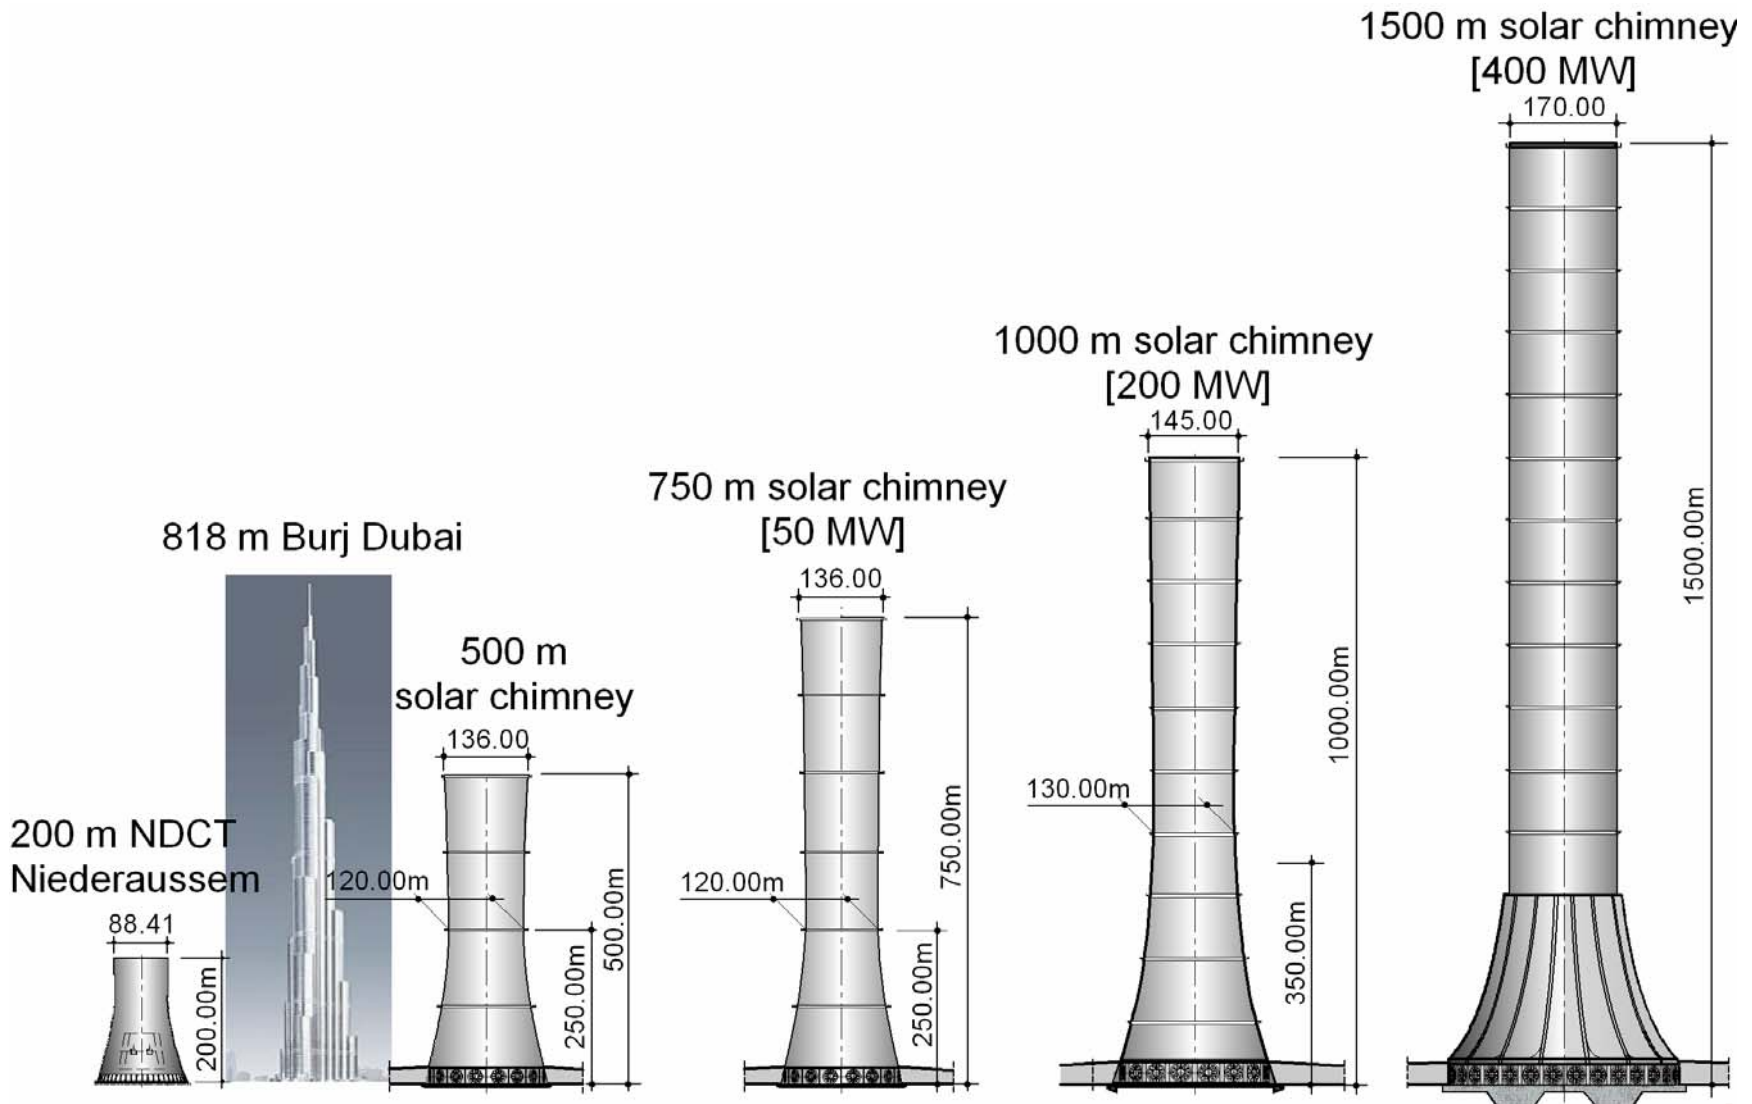 200 m NDCT
Niederaussem
88.41
200.00m
818 m Burj Dubai
500 m
solar chimney
136.00
120.00m
250.00m
500.00m
750 m solar chimney
[50 MW]
136.00
120.00m
250.00m
750.00m
1000 m solar chimney
[200 MW]
145.00
130.00m
350.00m
1000.00m
1500 m solar chimney
[400 MW]
170.00
1500.00m